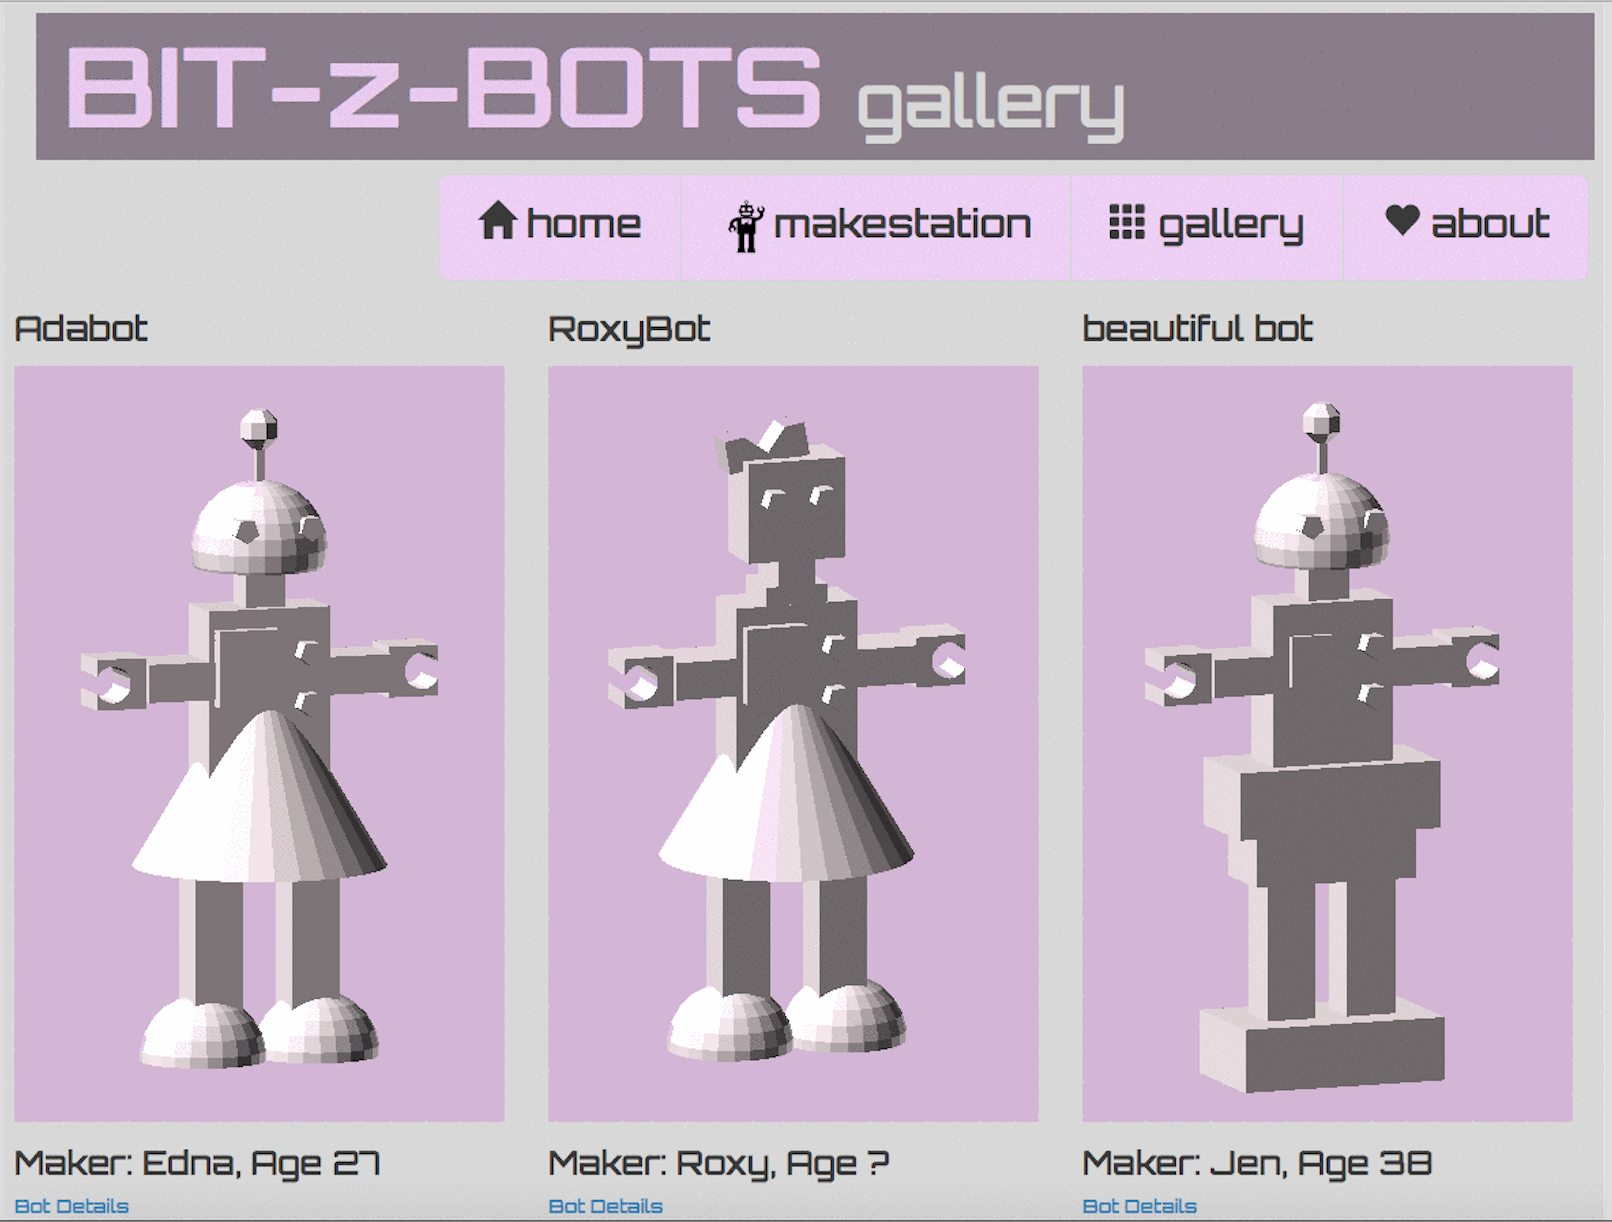 BIT-z-BOTS gallery
home makestation gallery about
Adabot RoxyBot beautiful bot
Maker: Edna, Age 27 Maker: Roxy, Age ? Maker: Jen, Age 38
Bot Details Bot Details Bot Details